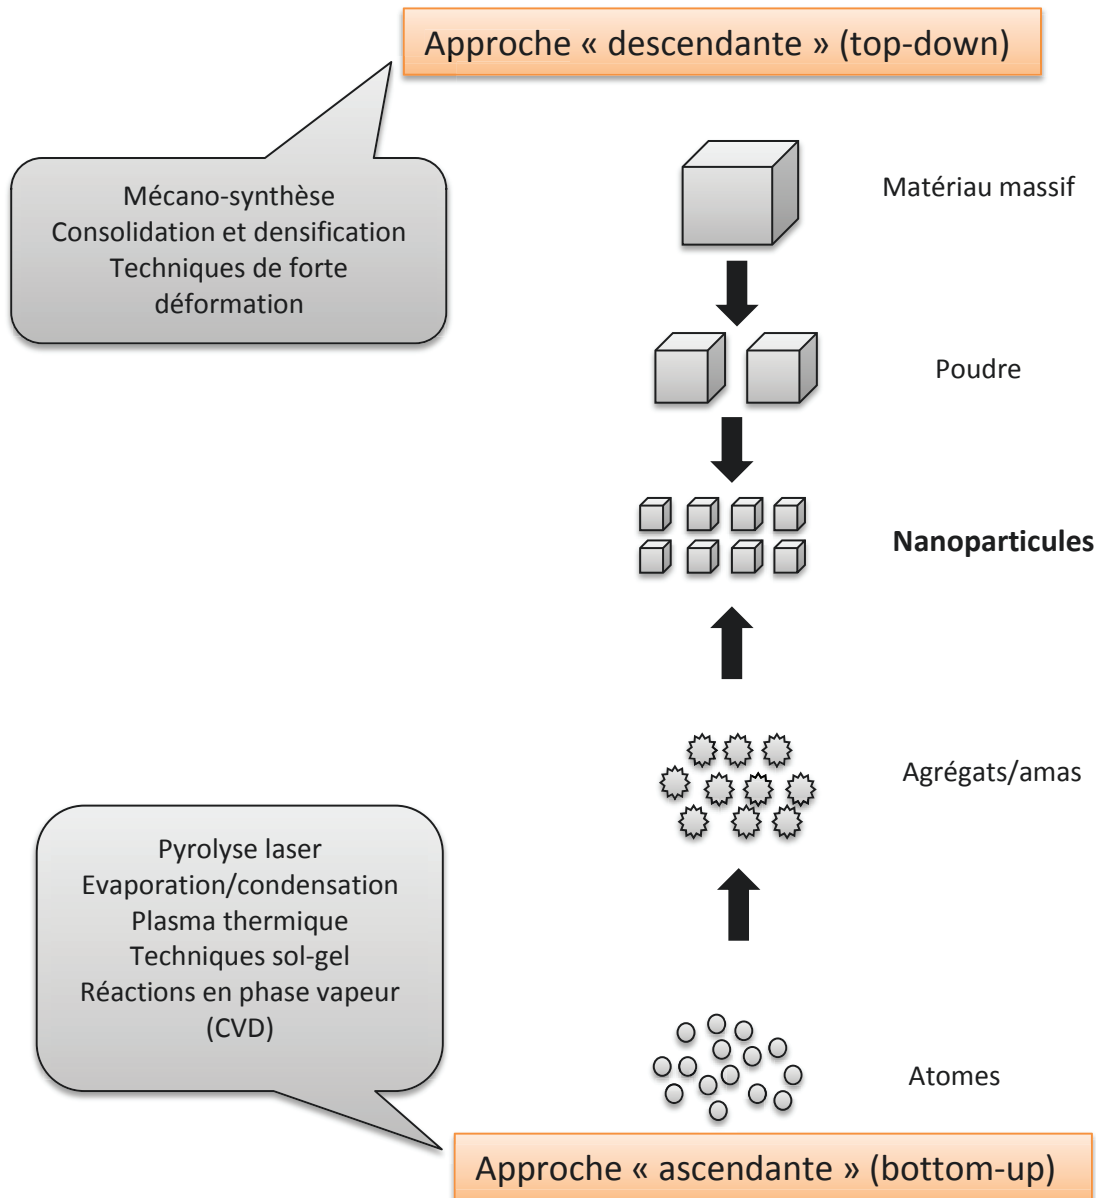 Approche « descendante » (top-down)
Mécano-synthèse
Consolidation et densification
Techniques de forte
déformation
Matériau massif
Poudre
Nanoparticules
Agrégats/amas
Pyrolyse laser
Evaporation/condensation
Plasma thermique
Techniques sol-gel
Réactions en phase vapeur
(CVD)
Atomes
Approche « ascendante » (bottom-up)